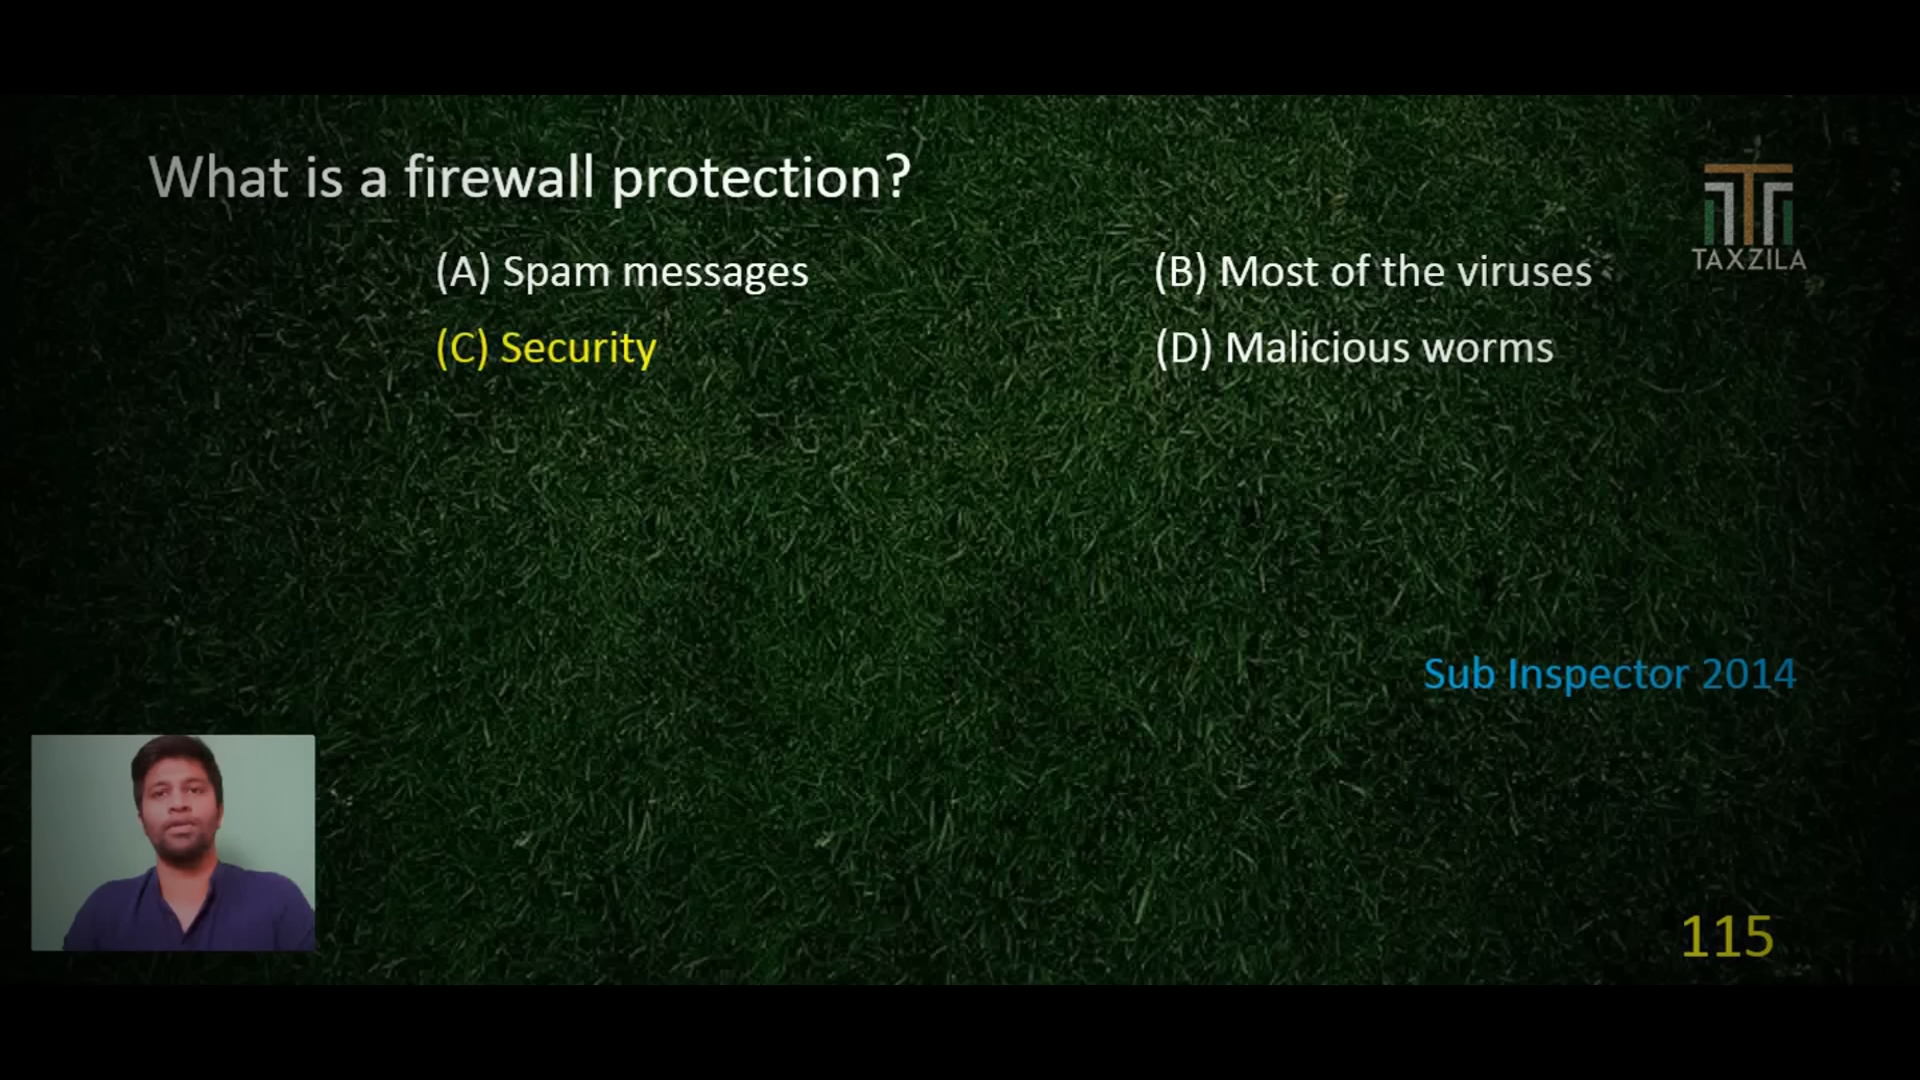 What is a firewall protection?
(A) Spam messages
(B) Most of the viruses
(C) Security
(D) Malicious worms
TAXZILA
Sub Inspector 2014
115